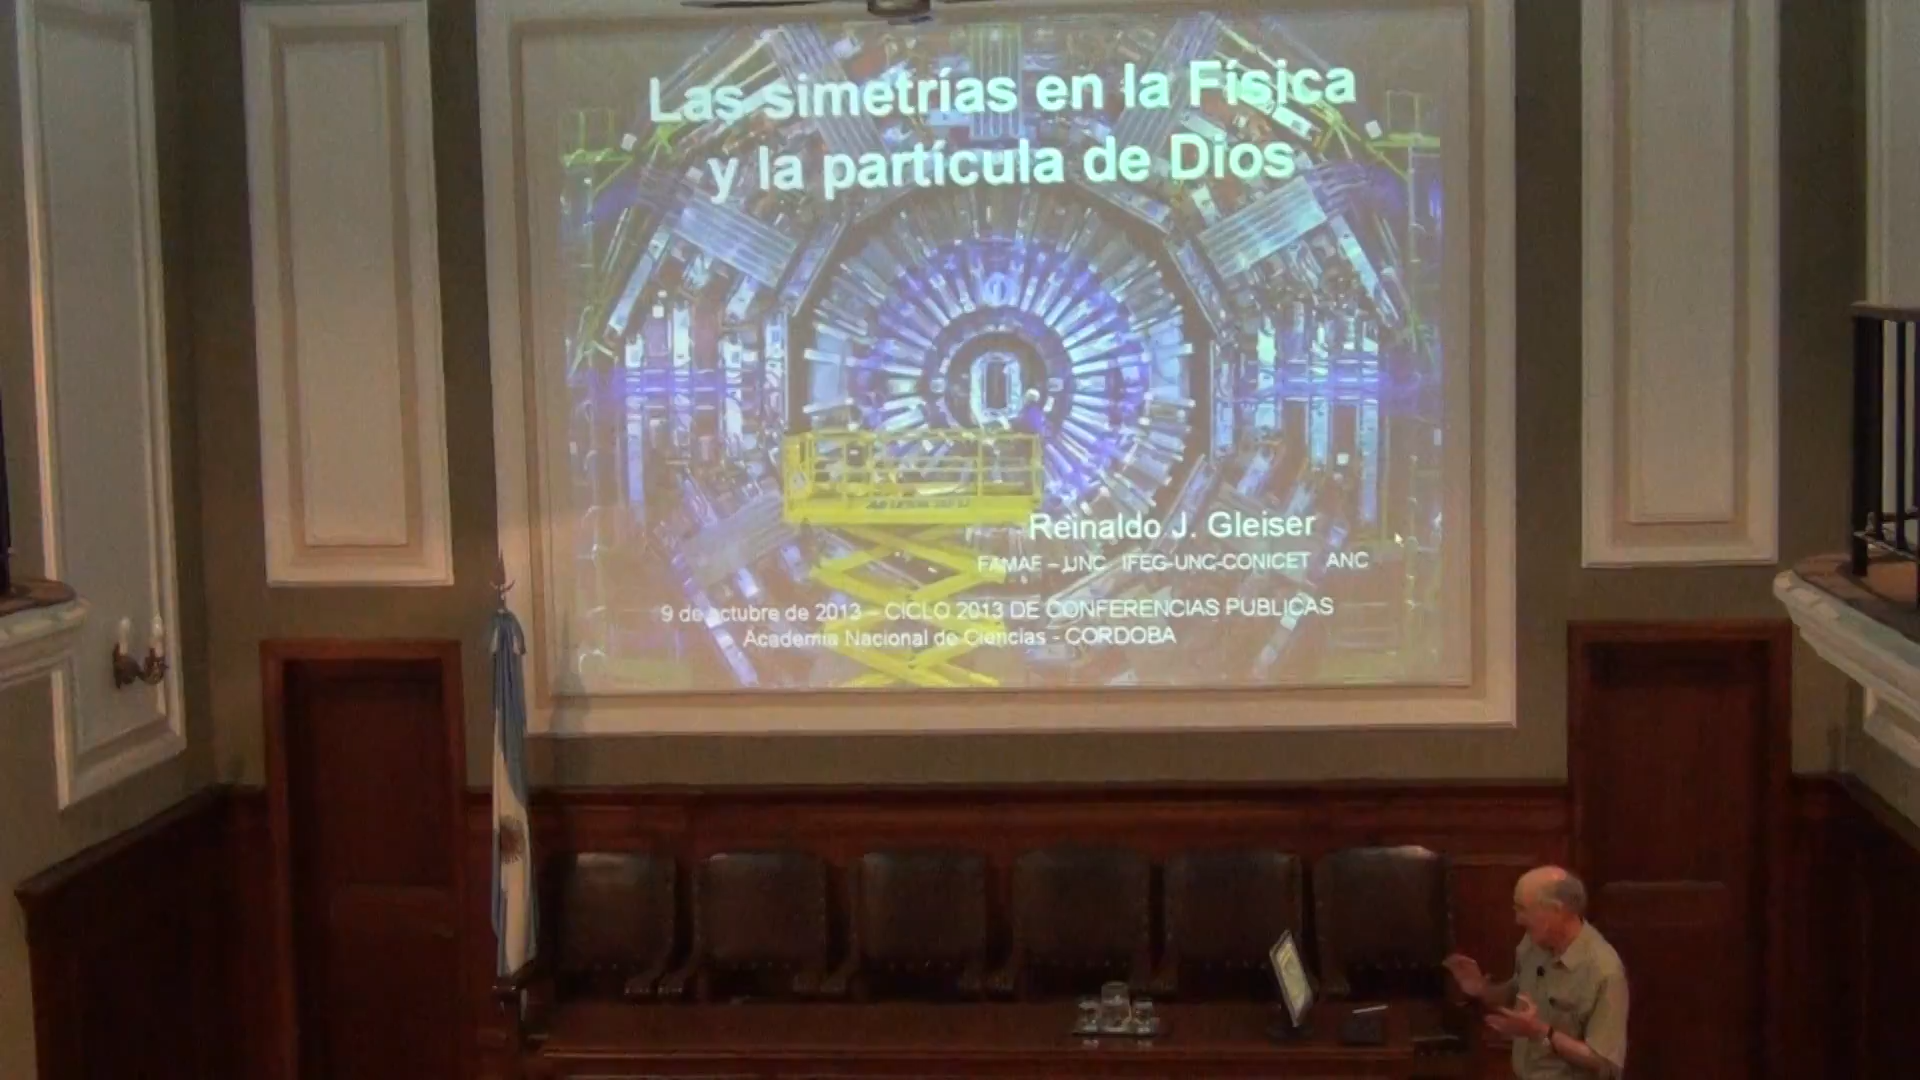 Las simetrías en la Física
y la partícula de Dios
Reinaldo J. Gleiser
FAMAF – UNC IFEG-UNC-CONICET ANC
9 de octubre de 2013 – CICLO 2013 DE CONFERENCIAS PUBLICAS
Academia Nacional de Ciencias - CORDOBA